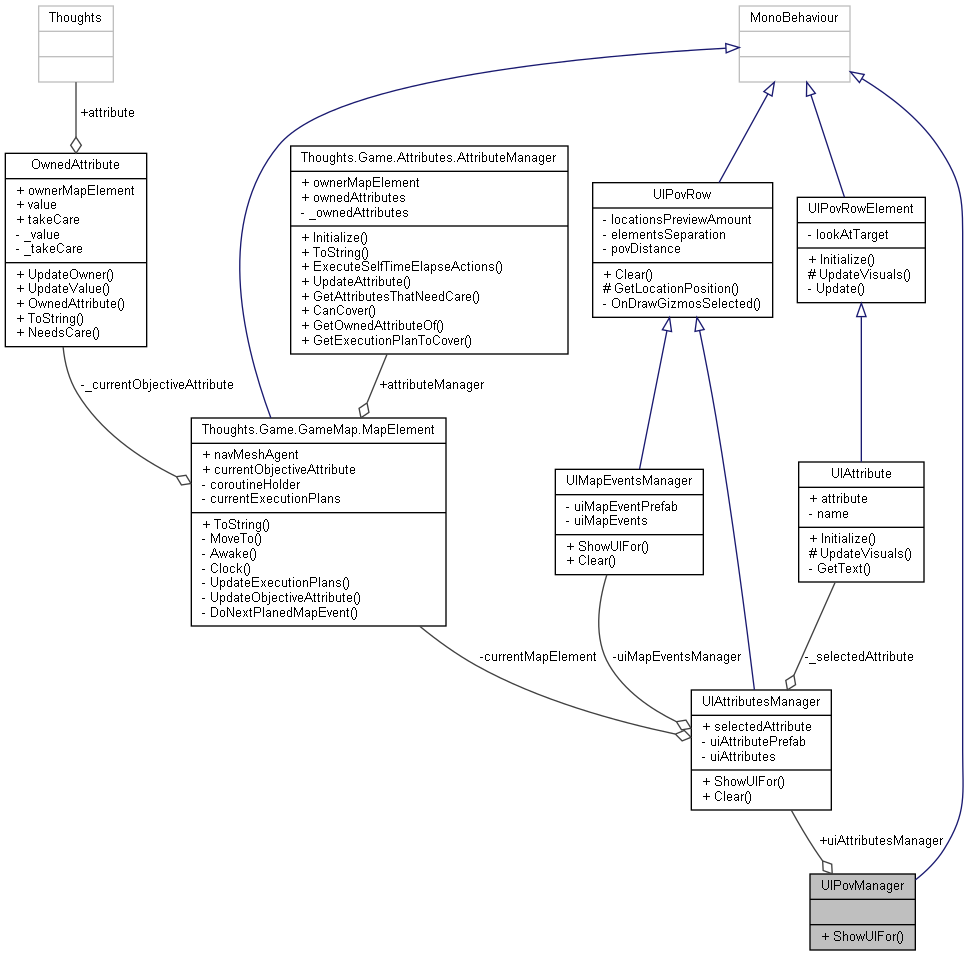 Thoughts
MonoBehaviour
+attribute
OwnedAttribute
+ ownerMapElement
+ value
+ takeCare
- _value
- _takeCare
+ UpdateOwner()
+ UpdateValue()
+ OwnedAttribute()
+ ToString()
+ NeedsCare()
Thoughts.Game.Attributes.AttributeManager
+ ownerMapElement
+ ownedAttributes
- _ownedAttributes
+ Initialize()
+ ToString()
+ ExecuteSelfTimeElapseActions()
+ UpdateAttribute()
+ GetAttributesThatNeedCare()
+ CanCover()
+ GetOwnedAttributeOf()
+ GetExecutionPlanToCover()
UIPovRow
- locationsPreviewAmount
- elementsSeparation
- povDistance
+ Clear()
# GetLocationPosition()
- OnDrawGizmosSelected()
UIPovRowElement
- lookAtTarget
+ Initialize()
# UpdateVisuals()
- Update()
-_currentObjectiveAttribute
+attributeManager
Thoughts.Game.GameMap.MapElement
+ navMeshAgent
+ currentObjectiveAttribute
- coroutineHolder
- currentExecutionPlans
+ ToString()
- MoveTo()
- Awake()
- Clock()
- UpdateExecutionPlans()
- UpdateObjectiveAttribute()
- DoNextPlanedMapEvent()
UIMapEventsManager
- uiMapEventPrefab
- uiMapEvents
+ ShowUIFor()
+ Clear()
UIAttribute
+ attribute
- name
+ Initialize()
# UpdateVisuals()
- GetText()
-currentMapElement
-uiMapEventsManager
-_selectedAttribute
UIAttributesManager
+ selectedAttribute
- uiAttributePrefab
- uiAttributes
+ ShowUIFor()
+ Clear()
+uiAttributesManager
UIPovManager
+ ShowUIFor()